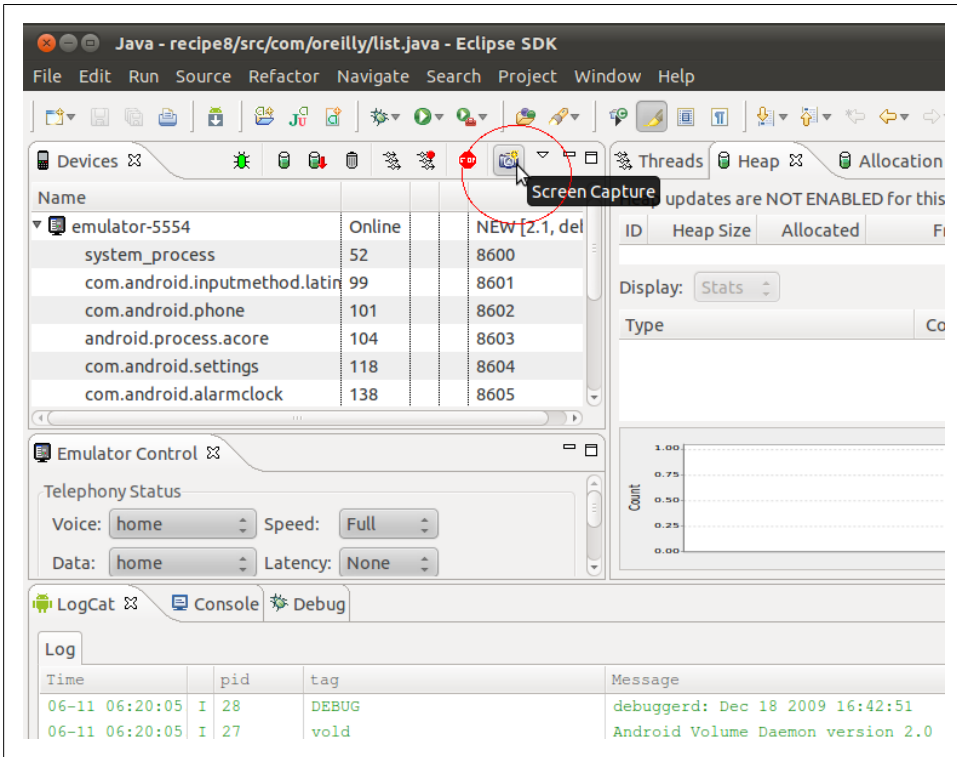 Java - recipe8/src/com/oreilly/list.java - Eclipse SDK
File Edit Run Source Refactor Navigate Search Project Window Help
Devices
Threads Heap Allocation
Screen Capture
updates are NOT ENABLED for this
Name
emulator-5554 Online NEW [2.1, del
system_process 52 8600
com.android.inputmethod.latin 99 8601
com.android.phone 101 8602
android.process.acore 104 8603
com.android.settings 118 8604
com.android.alarmclock 138 8605
ID Heap Size Allocated
Display: Stats
Type Co
1.00
0.75
0.50
0.25
0.00
Count
Emulator Control
Telephony Status
Voice: home Speed: Full
Data: home Latency: None
LogCat Console Debug
Log
Time pid tag Message
06-11 06:20:05 I 28 DEBUG debuggerd: Dec 18 2009 16:42:51
06-11 06:20:05 I 27 vold Android Volume Daemon version 2.0